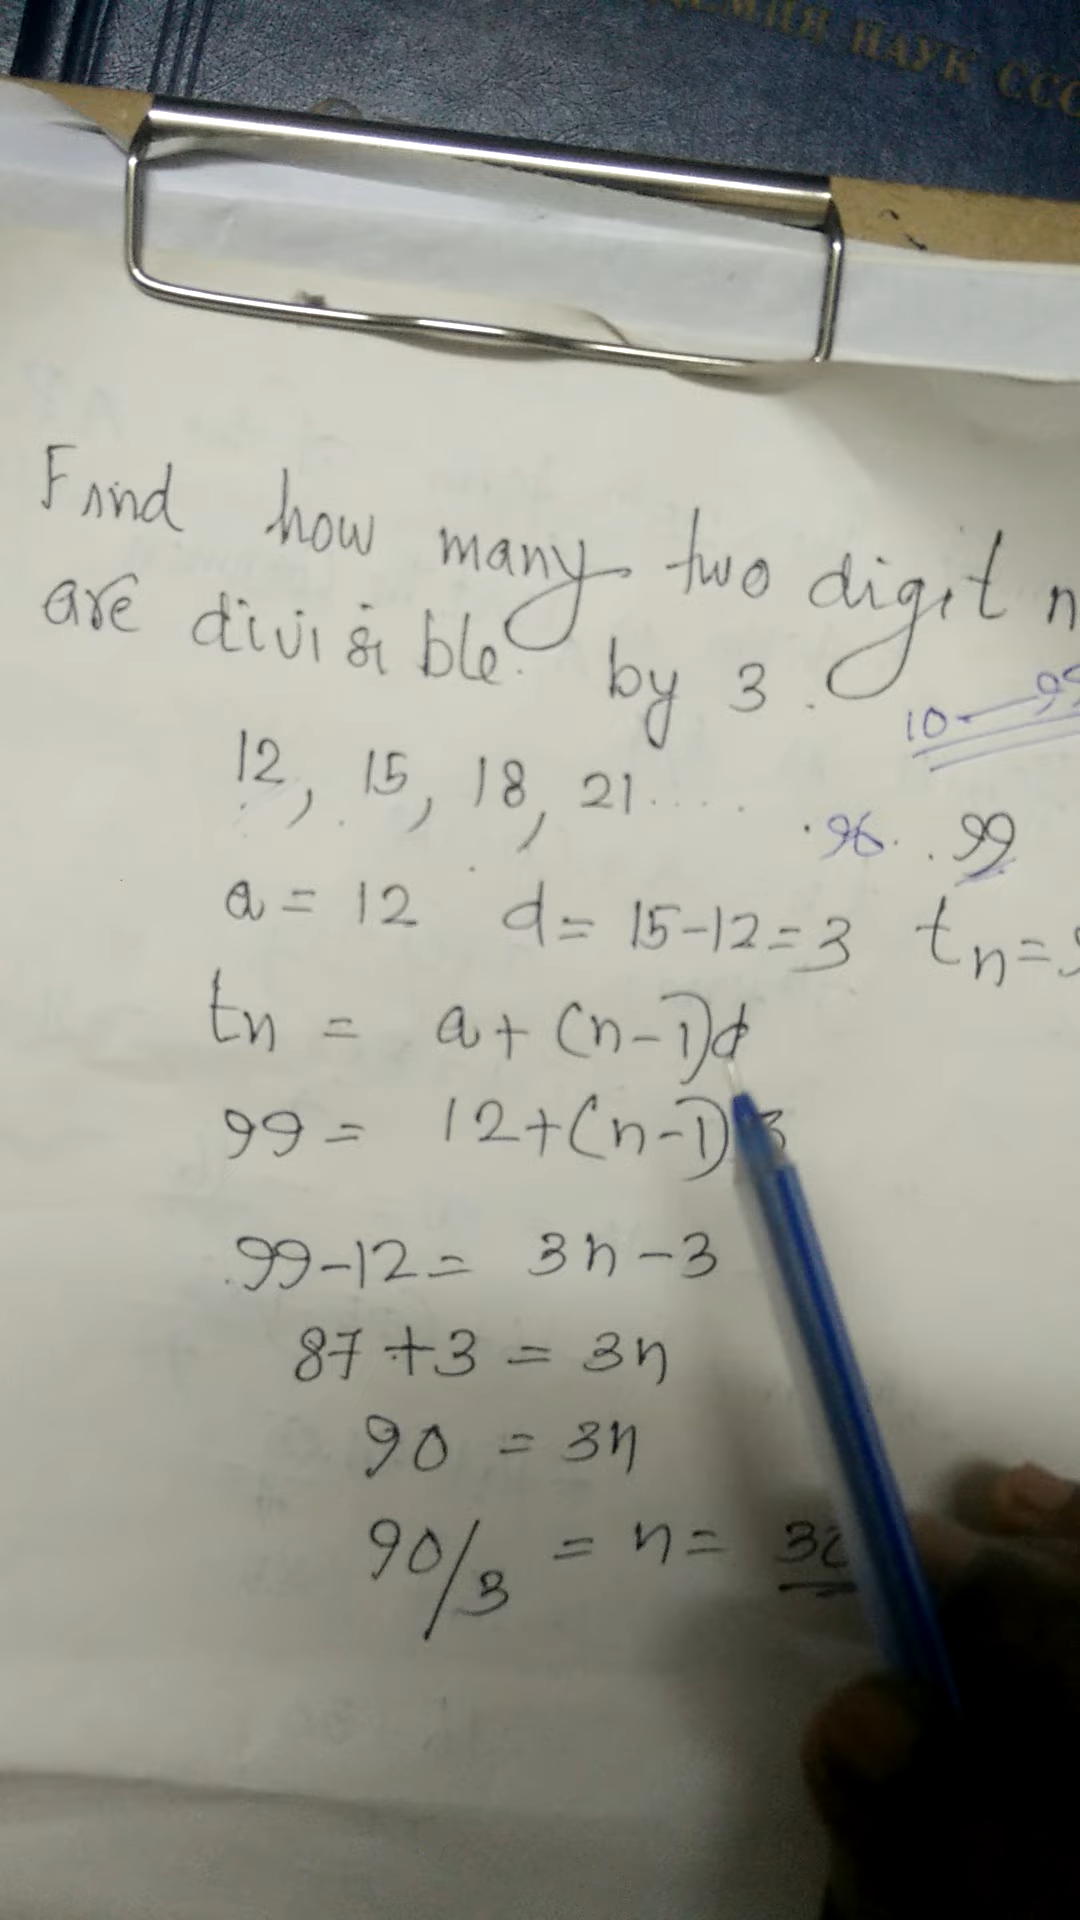 НАУК СССР
Find how many two digit n
are divisible by 3.
10 — 99
12, 15, 18, 21 ..... 96 .. 99
a = 12 d = 15-12 = 3 tn =
tn = a + (n-1)d
99 = 12 + (n-1) 3
99-12 = 3n - 3
87 + 3 = 3n
90 = 3n
90/3 = n = 30